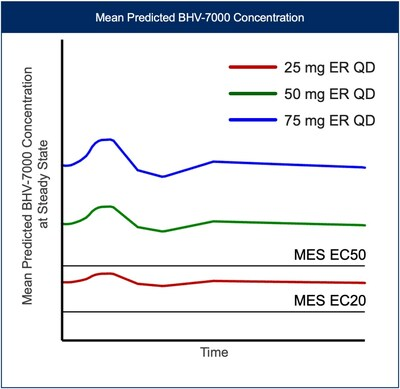 Mean Predicted BHV-7000 Concentration
25 mg ER QD
50 mg ER QD
75 mg ER QD
Mean Predicted BHV-7000 Concentration
at Steady State
MES EC50
MES EC20
Time